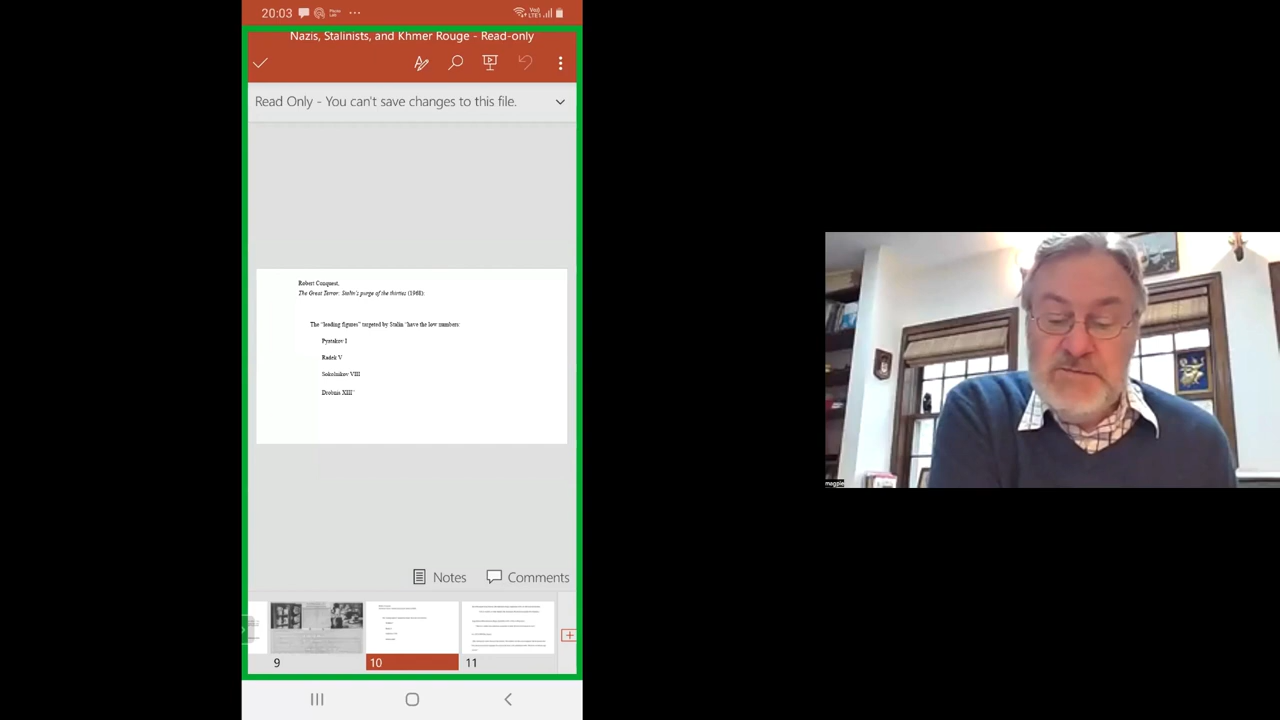 20:03
Nazis, Stalinists, and Khmer Rouge - Read-only
Read Only - You can't save changes to this file.
Robert Conquest,
The Great Terror: Stalin's purge of the thirties (1968):
The "leading figures" targeted by Stalin "have the low numbers
Pyatakov I
Radek V
Sokolnikov VIII
Drobnis XIII"
Notes
Comments
9
10
11
magpie